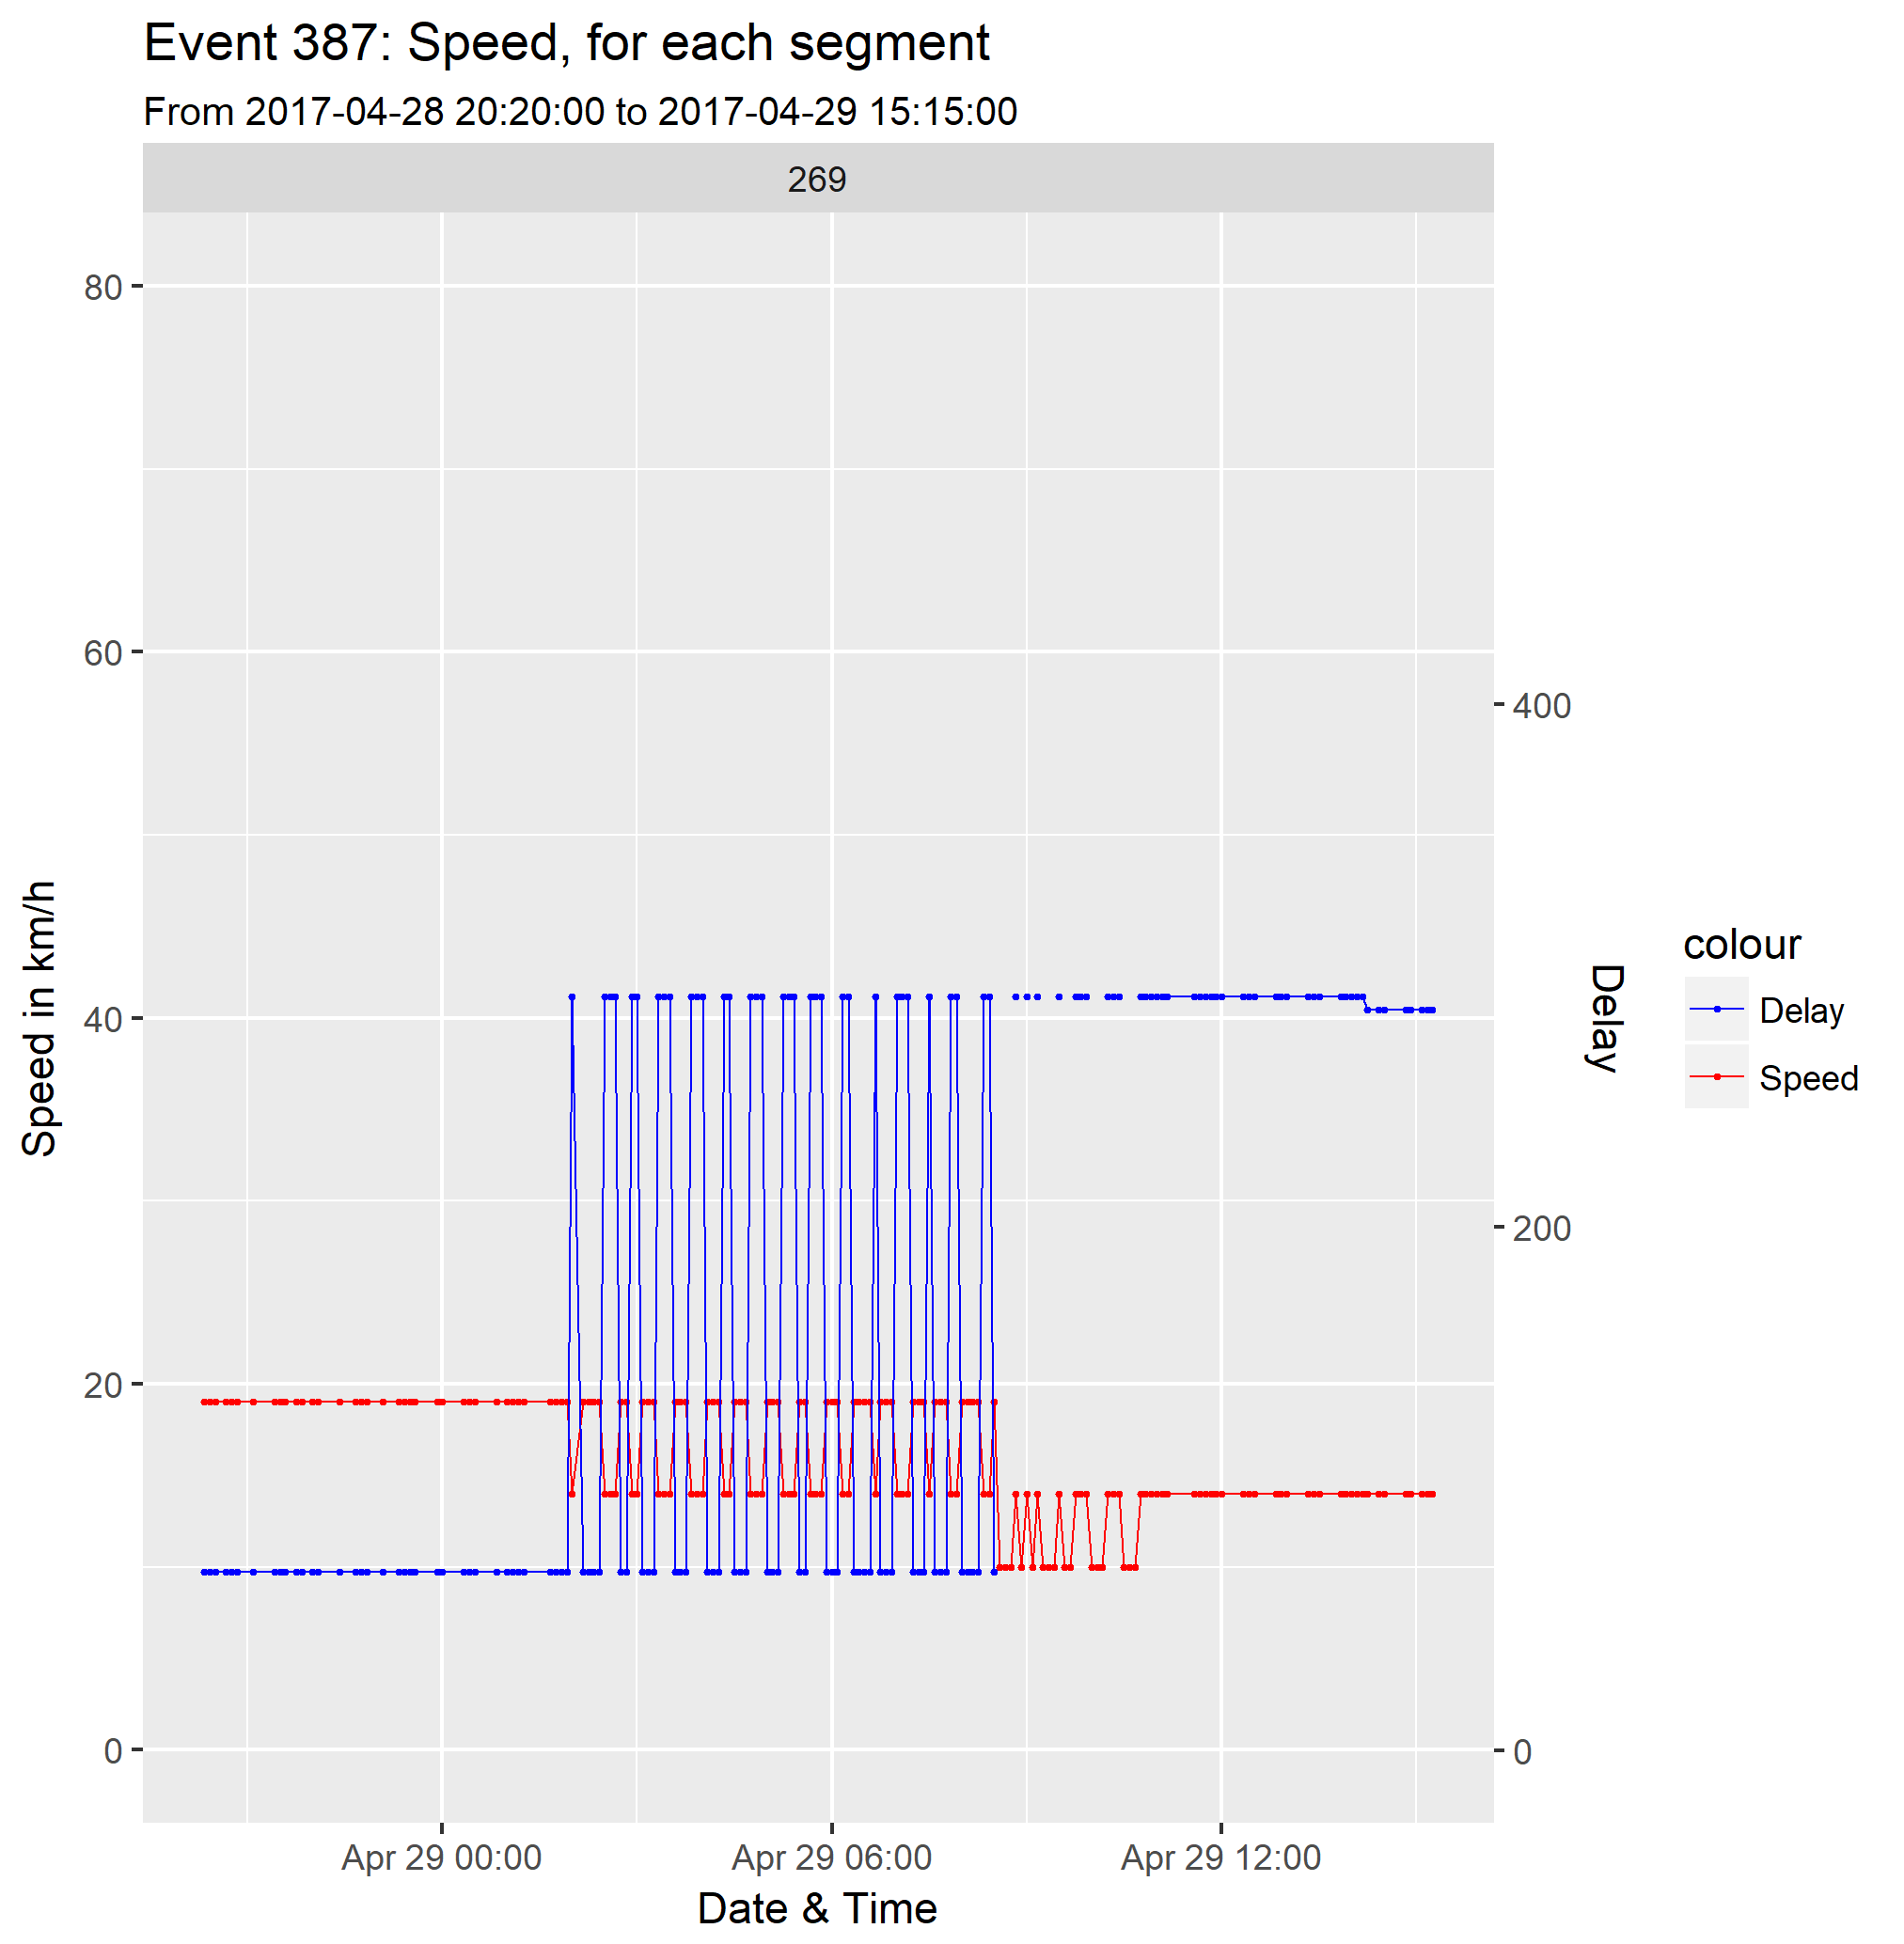 Event 387: Speed, for each segment
From 2017-04-28 20:20:00 to 2017-04-29 15:15:00
269
80
60
40
20
0
Speed in km/h
400
200
0
Delay
Apr 29 00:00
Apr 29 06:00
Apr 29 12:00
Date & Time
colour
Delay
Speed